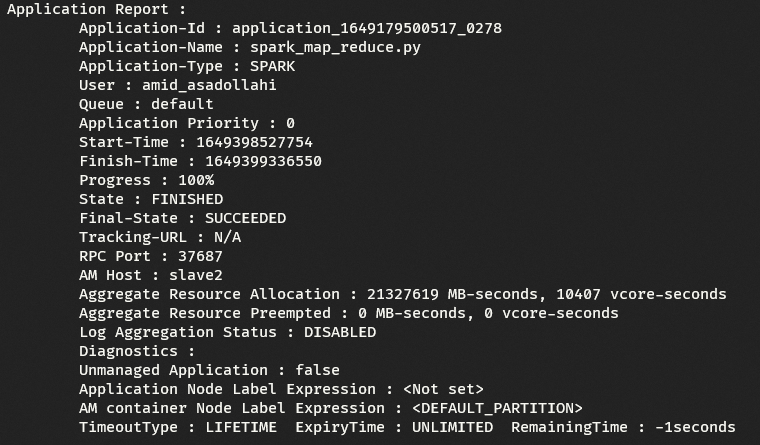 Application Report :
Application-Id : application_1649179500517_0278
Application-Name : spark_map_reduce.py
Application-Type : SPARK
User : amid_asadollahi
Queue : default
Application Priority : 0
Start-Time : 1649398527754
Finish-Time : 1649399336550
Progress : 100%
State : FINISHED
Final-State : SUCCEEDED
Tracking-URL : N/A
RPC Port : 37687
AM Host : slave2
Aggregate Resource Allocation : 21327619 MB-seconds, 10407 vcore-seconds
Aggregate Resource Preempted : 0 MB-seconds, 0 vcore-seconds
Log Aggregation Status : DISABLED
Diagnostics :
Unmanaged Application : false
Application Node Label Expression : <Not set>
AM container Node Label Expression : <DEFAULT_PARTITION>
TimeoutType : LIFETIME  ExpiryTime : UNLIMITED  RemainingTime : -1seconds